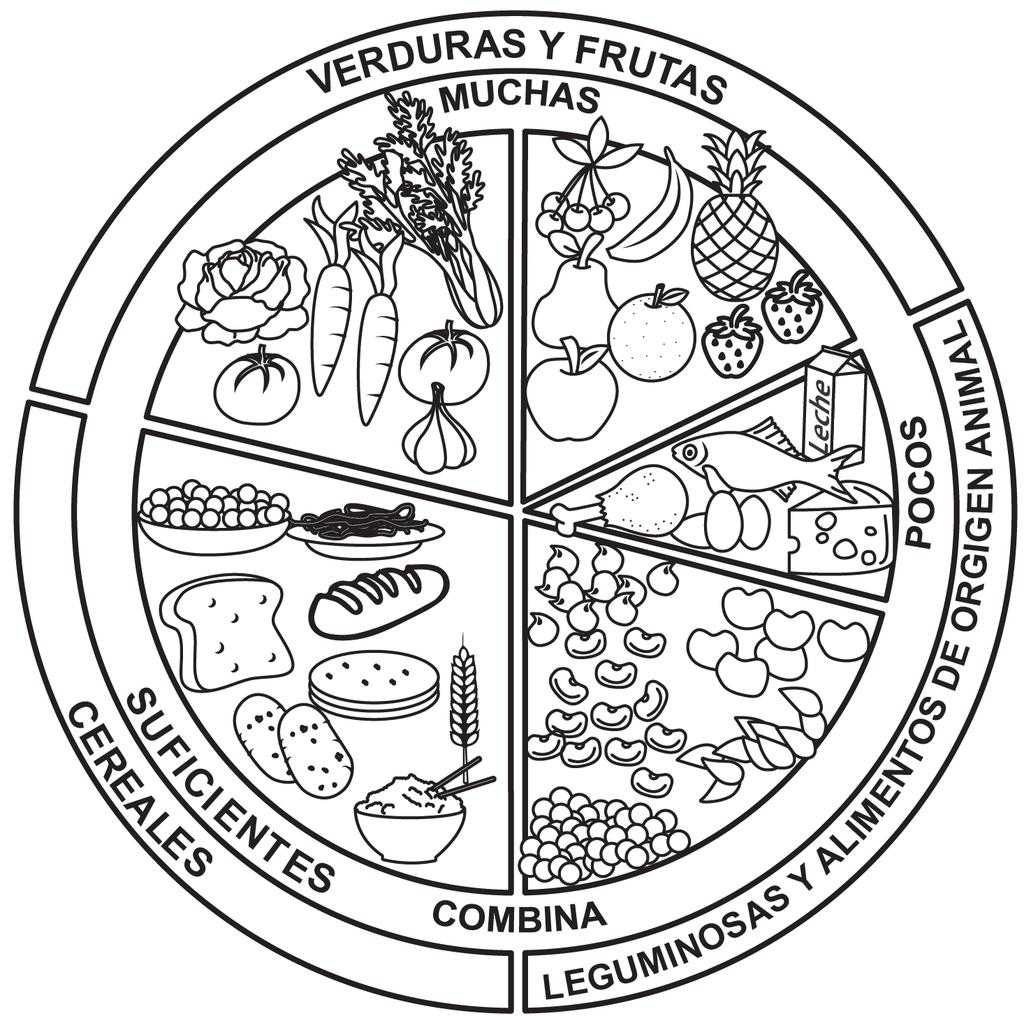 VERDURAS Y FRUTAS
MUCHAS
Leche
POCOS
LEGUMINOSAS Y ALIMENTOS DE ORGIGEN ANIMAL
SUFICIENTES
CEREALES
COMBINA